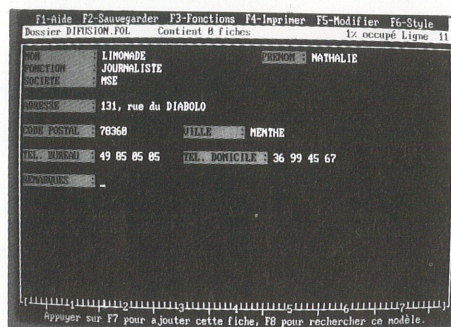 F1-Aide F2-Sauvegarder F3-Fonctions F4-Imprimer F5-Modifier F6-Style
Dossier DIFUSION.FOL Contient 0 fiches 1% occupé Ligne 11
NOM : LIMONADE PRENOM : NATHALIE
FONCTION : JOURNALISTE
SOCIETE : MSE
ADRESSE : 131, rue du DIABOLO
CODE POSTAL : 78360 VILLE : MENTHE
TEL. BUREAU : 49 05 05 05 TEL. DOMICILE : 36 99 45 67
REMARQUES : _
1 2 3 4 5 6 7
Appuyer sur F7 pour ajouter cette fiche, F8 pour rechercher ce modèle.